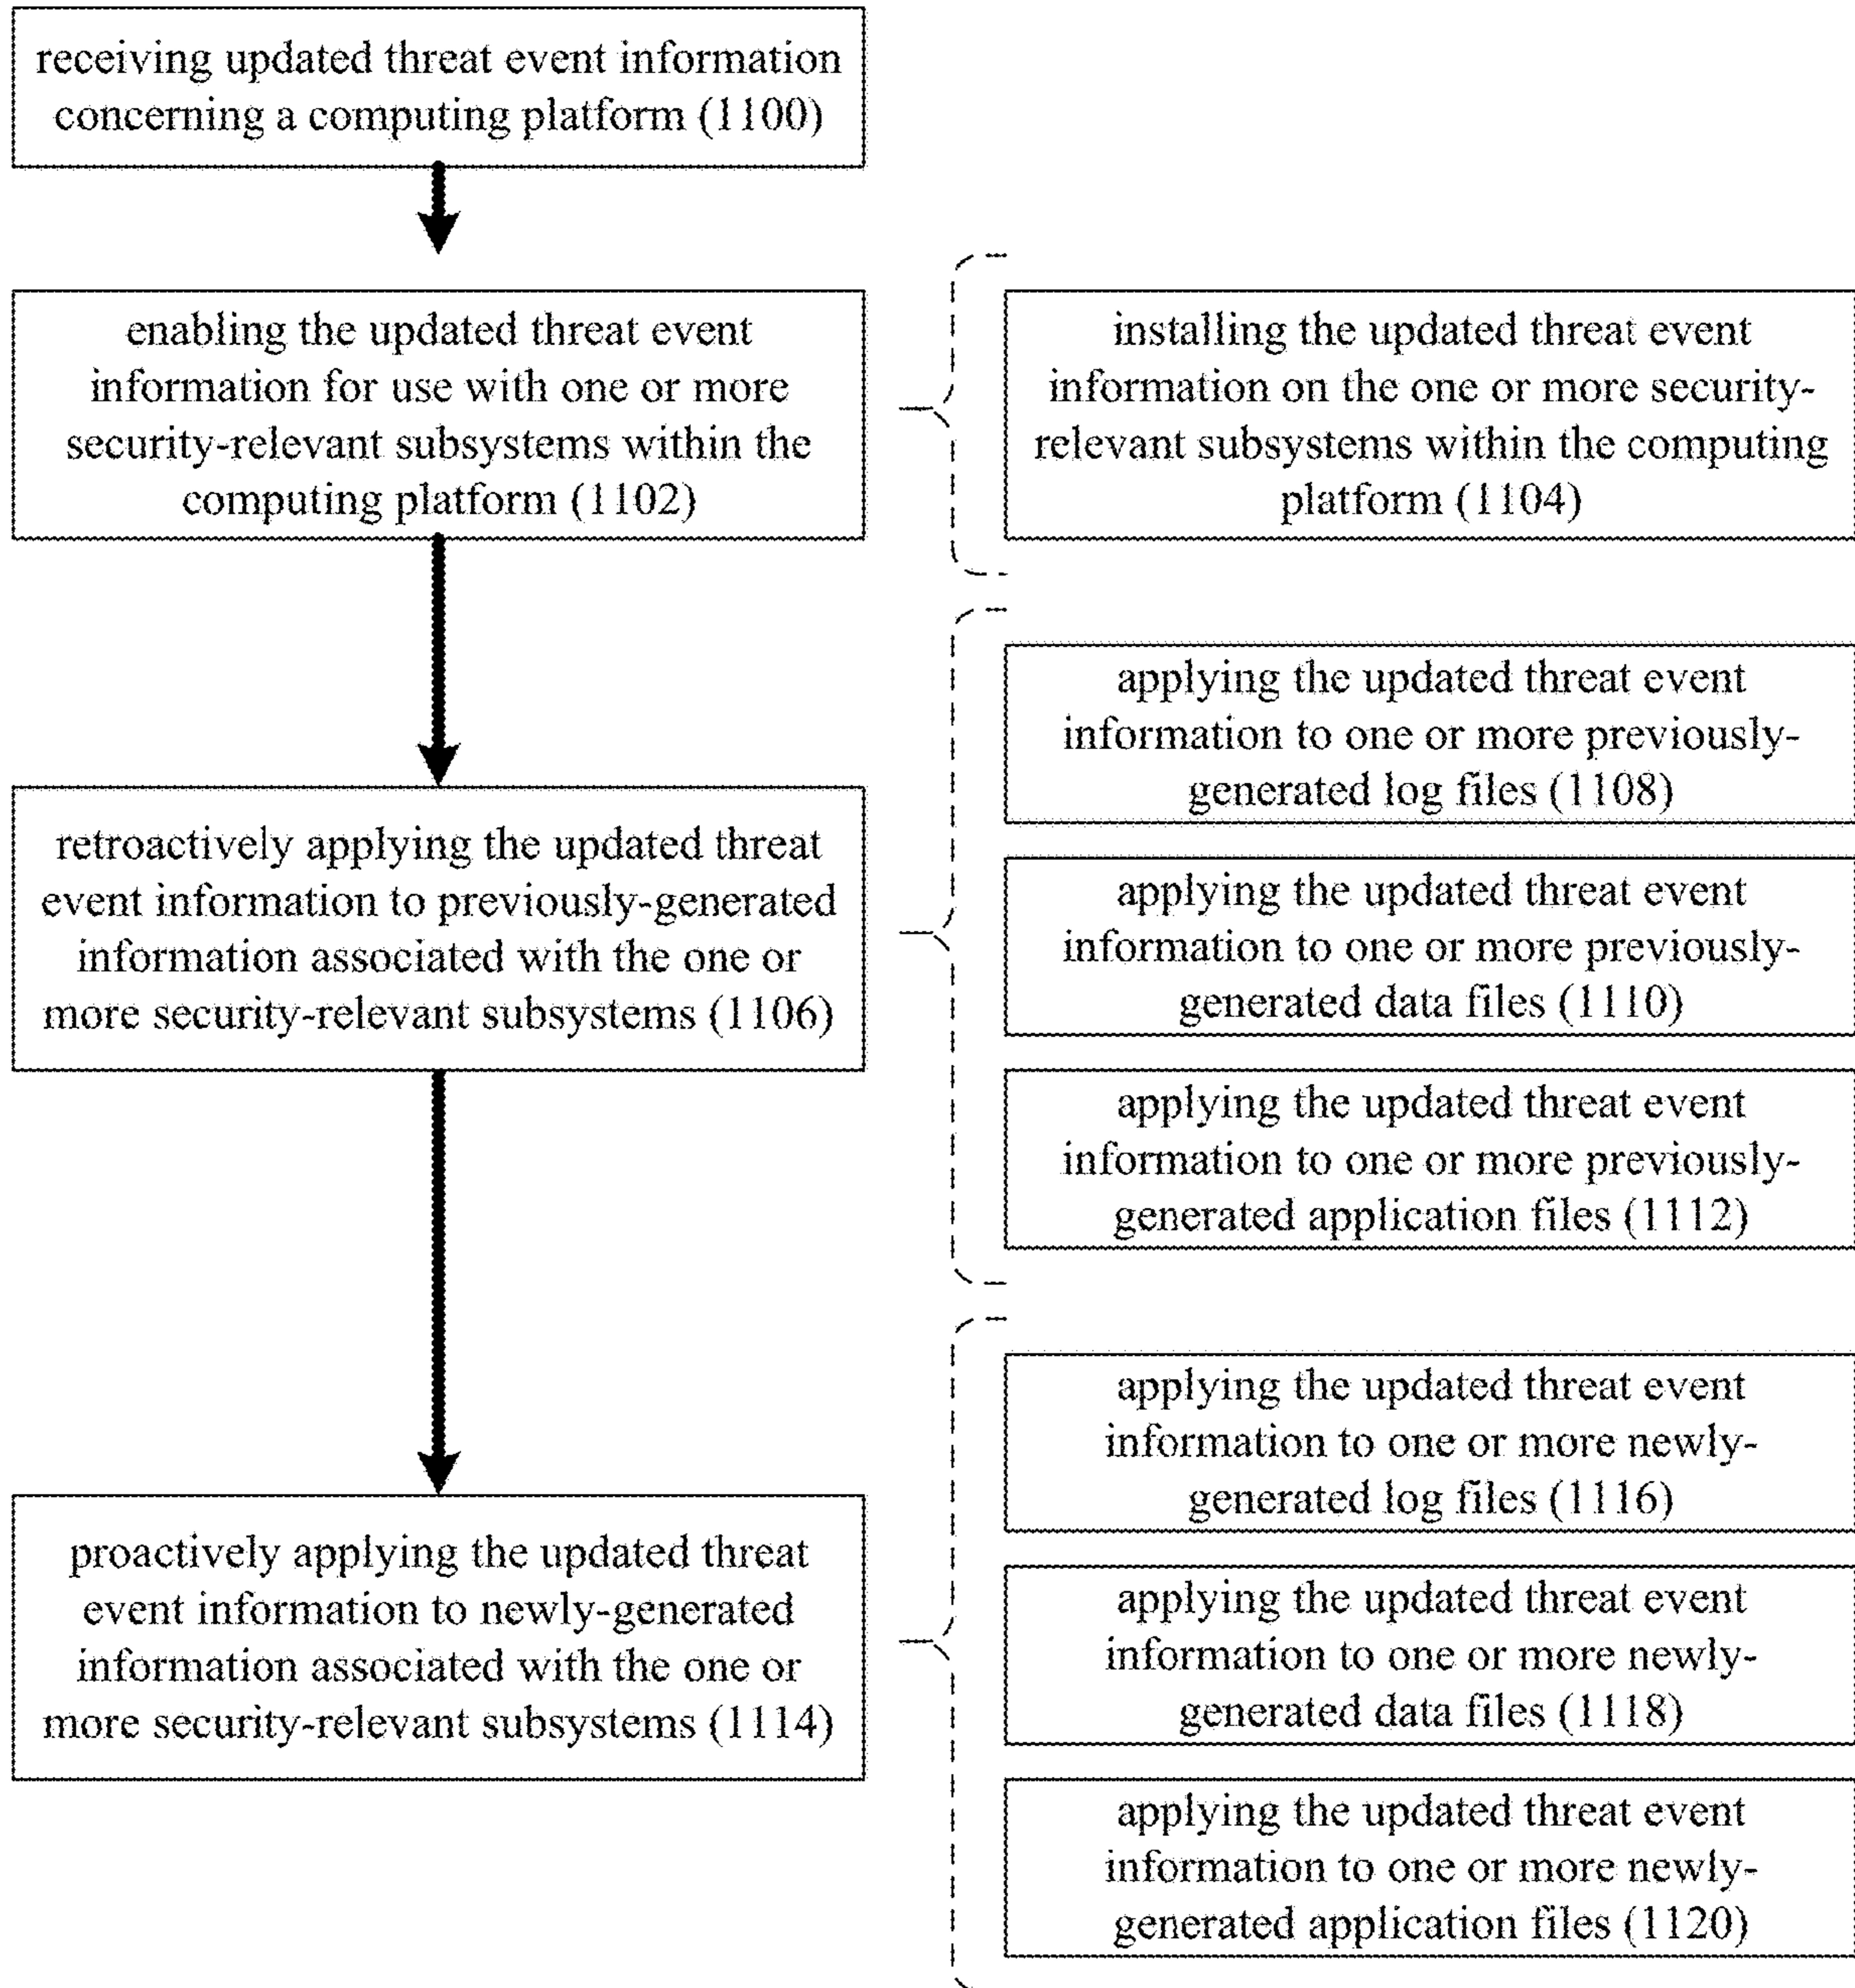 receiving updated threat event information
concerning a computing platform (1100)
enabling the updated threat event
information for use with one or more
security-relevant subsystems within the
computing platform (1102)
installing the updated threat event
information on the one or more security-
relevant subsystems within the computing
platform (1104)
retroactively applying the updated threat
event information to previously-generated
information associated with the one or
more security-relevant subsystems (1106)
applying the updated threat event
information to one or more previously-
generated log files (1108)
applying the updated threat event
information to one or more previously-
generated data files (1110)
applying the updated threat event
information to one or more previously-
generated application files (1112)
proactively applying the updated threat
event information to newly-generated
information associated with the one or
more security-relevant subsystems (1114)
applying the updated threat event
information to one or more newly-
generated log files (1116)
applying the updated threat event
information to one or more newly-
generated data files (1118)
applying the updated threat event
information to one or more newly-
generated application files (1120)